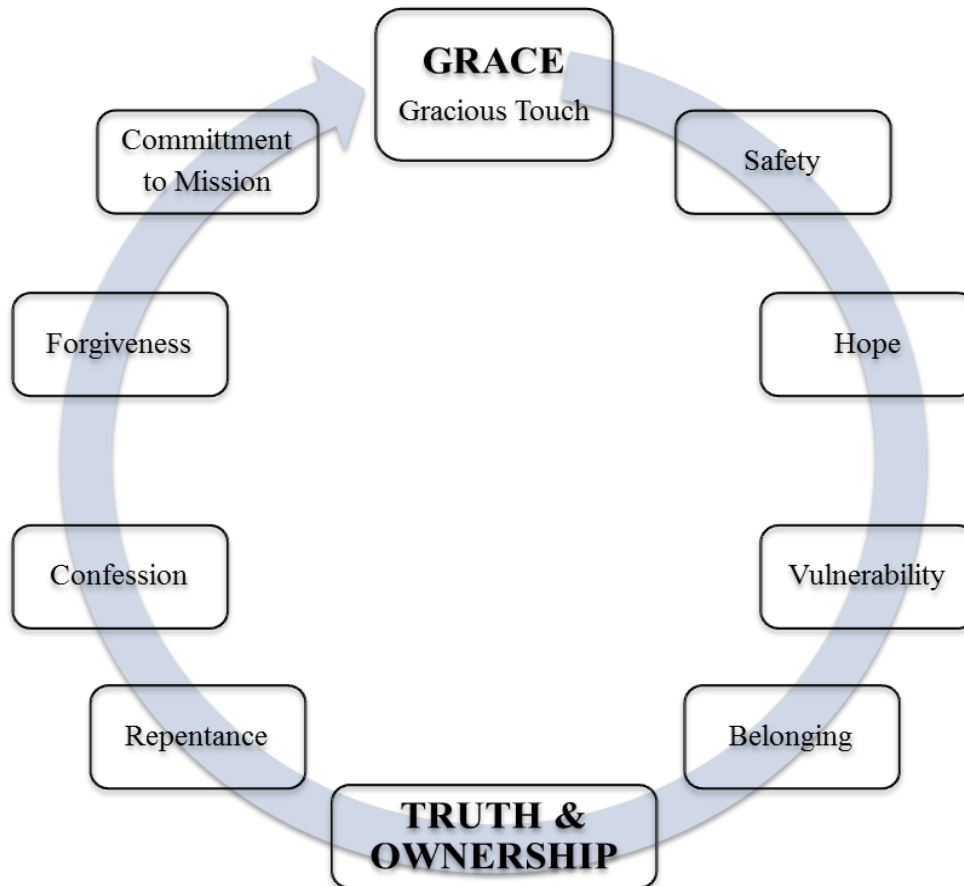 GRACE
Gracious Touch
Safety
Hope
Vulnerability
Belonging
TRUTH &
OWNERSHIP
Repentance
Confession
Forgiveness
Committment
to Mission